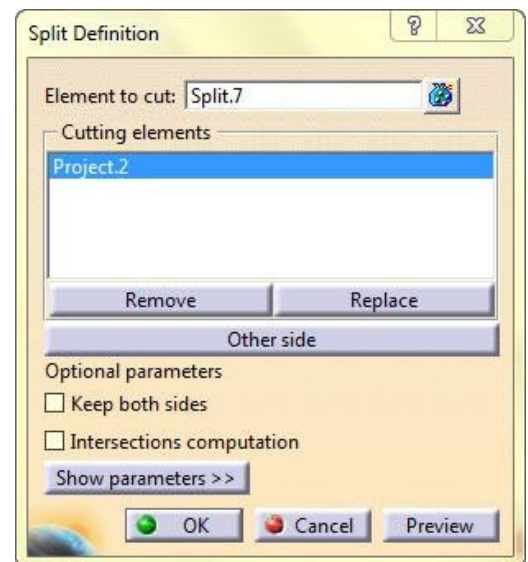 Split Definition
Element to cut: Split.7
Cutting elements
Project.2
Remove Replace
Other side
Optional parameters
Keep both sides
Intersections computation
Show parameters >>
OK Cancel Preview